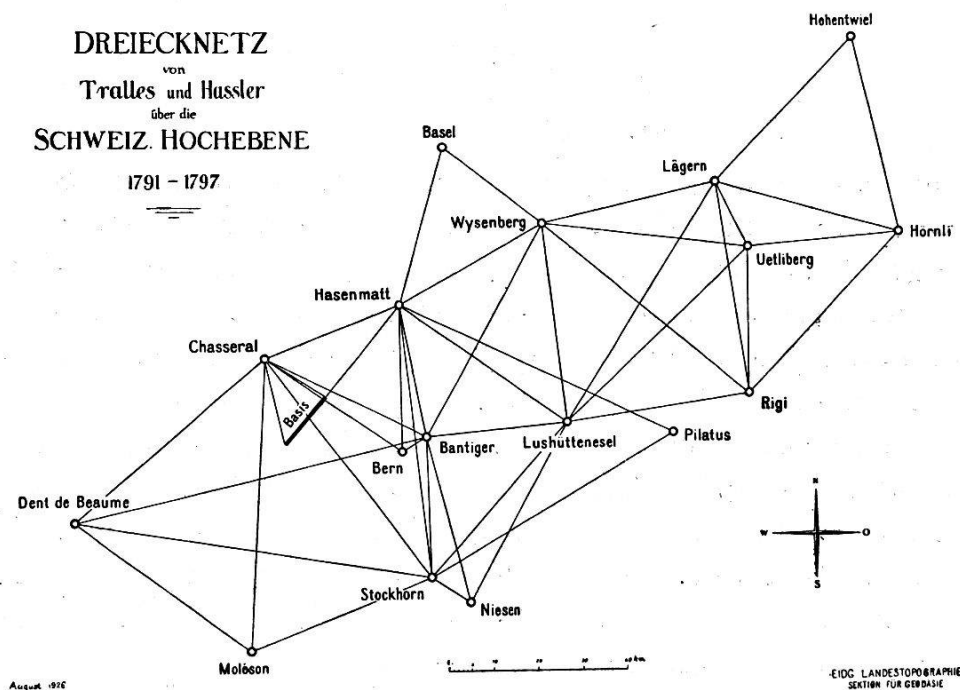 DREIECKNETZ
von
Tralles und Hassler
über die
SCHWEIZ. HOCHEBENE
1791 - 1797
Hohentwiel
Basel
Lägern
Wysenberg
Hörnli
Uetliberg
Hasenmatt
Chasseral
Basis
Rigi
Bantiger
Lushüttenesel
Pilatus
Bern
Dent de Beaume
N
W
O
S
Stockhorn
Niesen
Moléson
August 1926
EIDG LANDESTOPOGRAPHIE
SEKTION FÜR GEODÄSIE